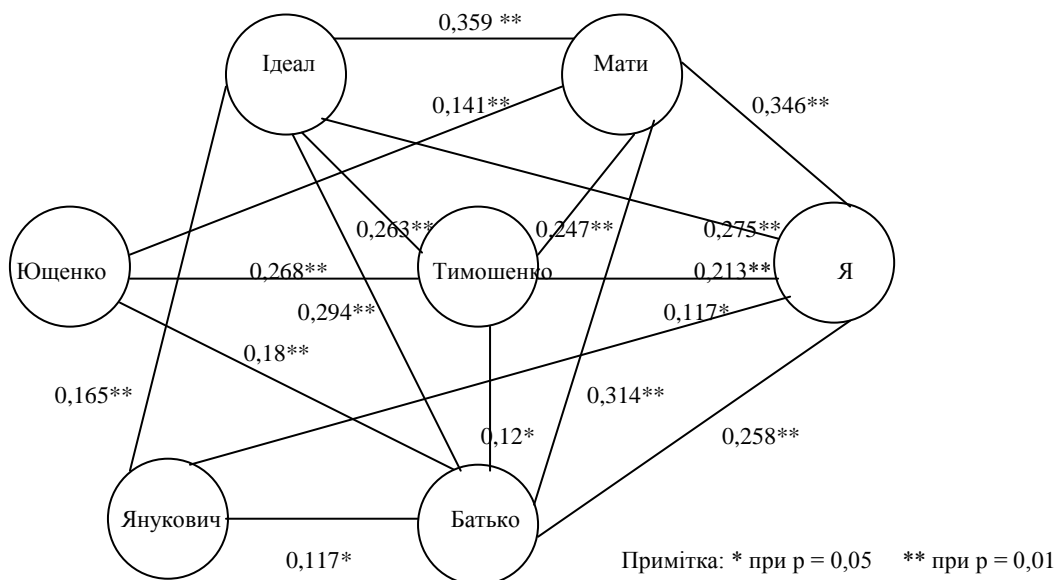 0,359 **
Ідеал
Мати
0,141**
0,346**
0,263**
0,247**
0,275**
Ющенко
0,268**
Тимошенко
0,213**
Я
0,294**
0,117*
0,18**
0,165**
0,314**
0,12*
0,258**
Янукович
Батько
0,117*
Примітка: * при p = 0,05 ** при p = 0,01